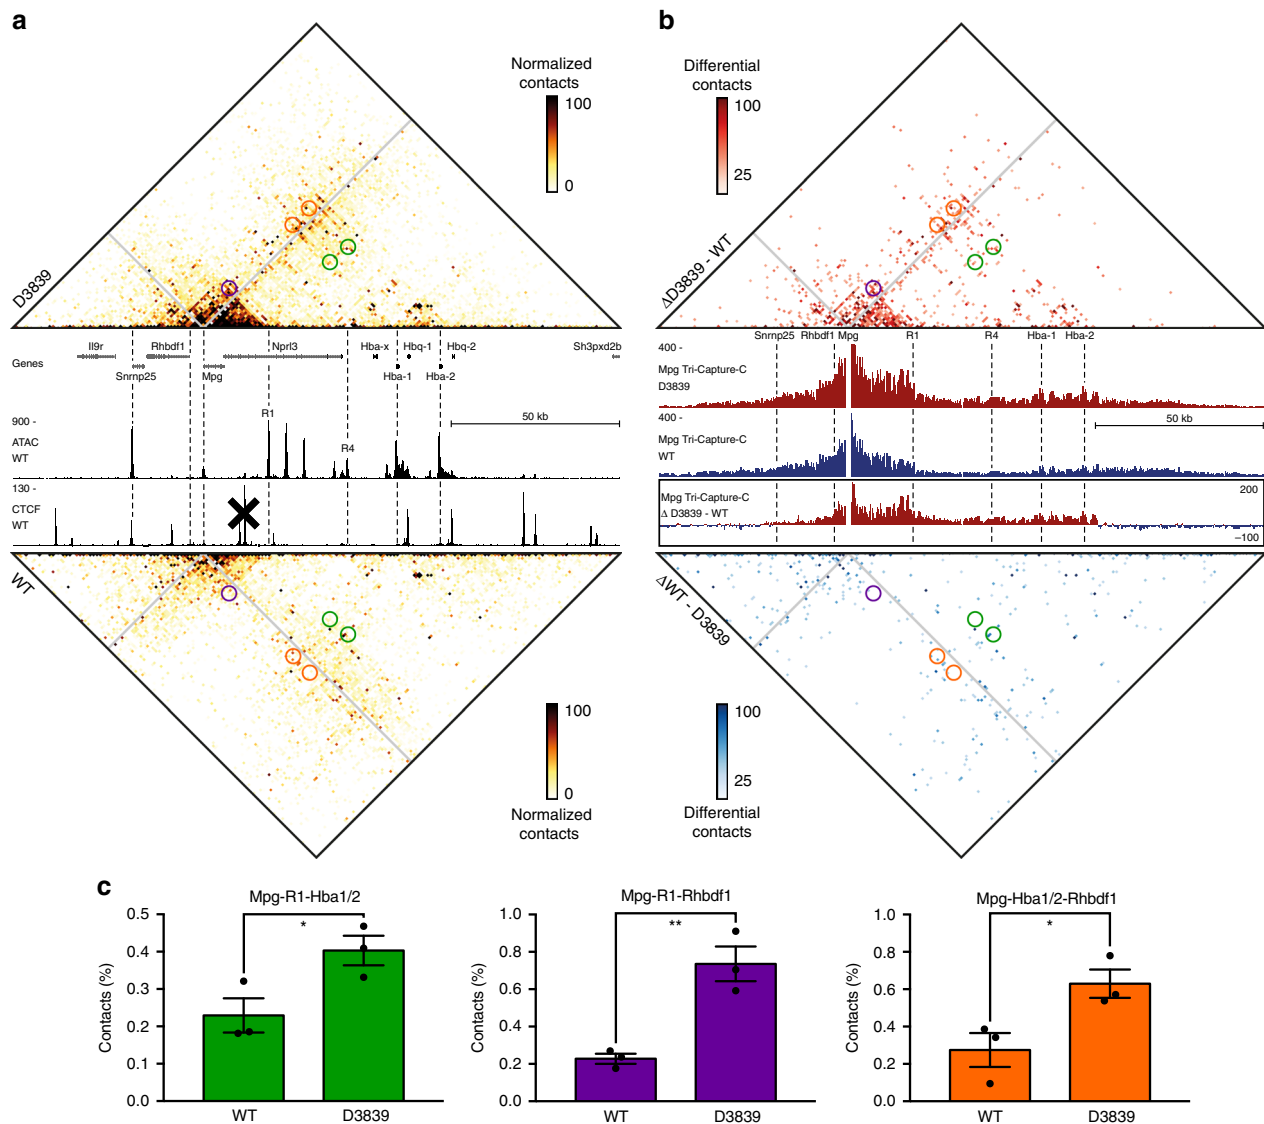 a
b
Normalized
contacts
100
0
D3839
Differential
contacts
100
25
ΔD3839 - WT
Genes
Il9r
Rhbdf1
Nprl3
Hba-x
Hbq-1
Hbq-2
Sh3pxd2b
Snrnp25
Mpg
Hba-1
Hba-2
50 kb
900 -
ATAC
WT
R1
R4
130 -
CTCF
WT
WT
100
0
Normalized
contacts
Snrnp25
Rhbdf1
Mpg
R1
R4
Hba-1
Hba-2
400 -
Mpg Tri-Capture-C
D3839
50 kb
400 -
Mpg Tri-Capture-C
WT
Mpg Tri-Capture-C
Δ D3839 - WT
200
−100
ΔWT - D3839
100
25
Differential
contacts
c
Mpg-R1-Hba1/2
*
Contacts (%)
0.5
0.4
0.3
0.2
0.1
0.0
WT
D3839
Mpg-R1-Rhbdf1
**
Contacts (%)
1.0
0.8
0.6
0.4
0.2
0.0
WT
D3839
Mpg-Hba1/2-Rhbdf1
*
Contacts (%)
1.0
0.8
0.6
0.4
0.2
0.0
WT
D3839